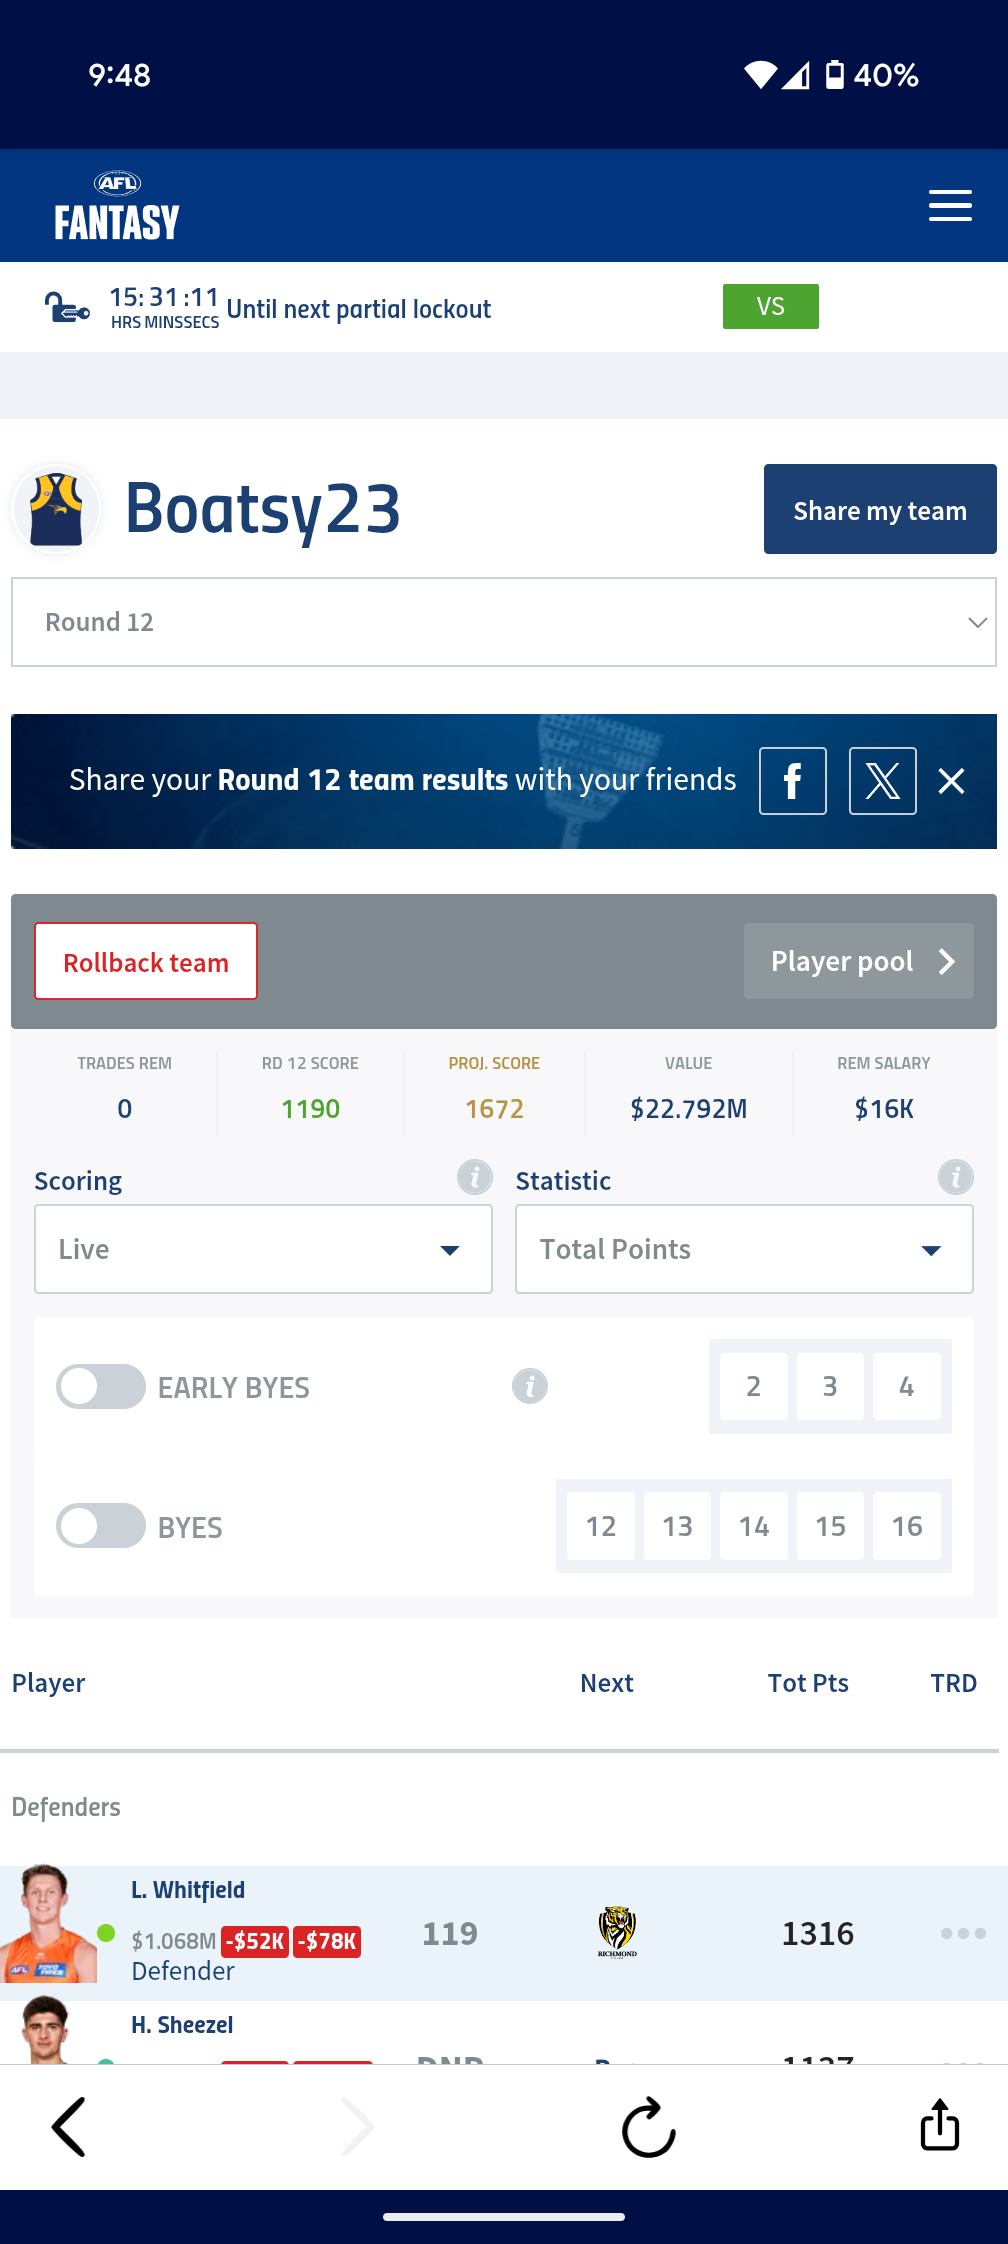 9:48
40%
AFL
FANTASY
15: 31 :11
HRS MINSSECS
Until next partial lockout
VS
Boatsy23
Share my team
Round 12
Share your Round 12 team results with your friends
Rollback team
Player pool
TRADES REM
RD 12 SCORE
PROJ. SCORE
VALUE
REM SALARY
0
1190
1672
$22.792M
$16K
Scoring
Statistic
Live
Total Points
EARLY BYES
2
3
4
BYES
12
13
14
15
16
Player
Next
Tot Pts
TRD
Defenders
L. Whitfield
$1.068M -$52K -$78K
Defender
119
RICHMOND
1316
H. Sheezel
DNP
1137